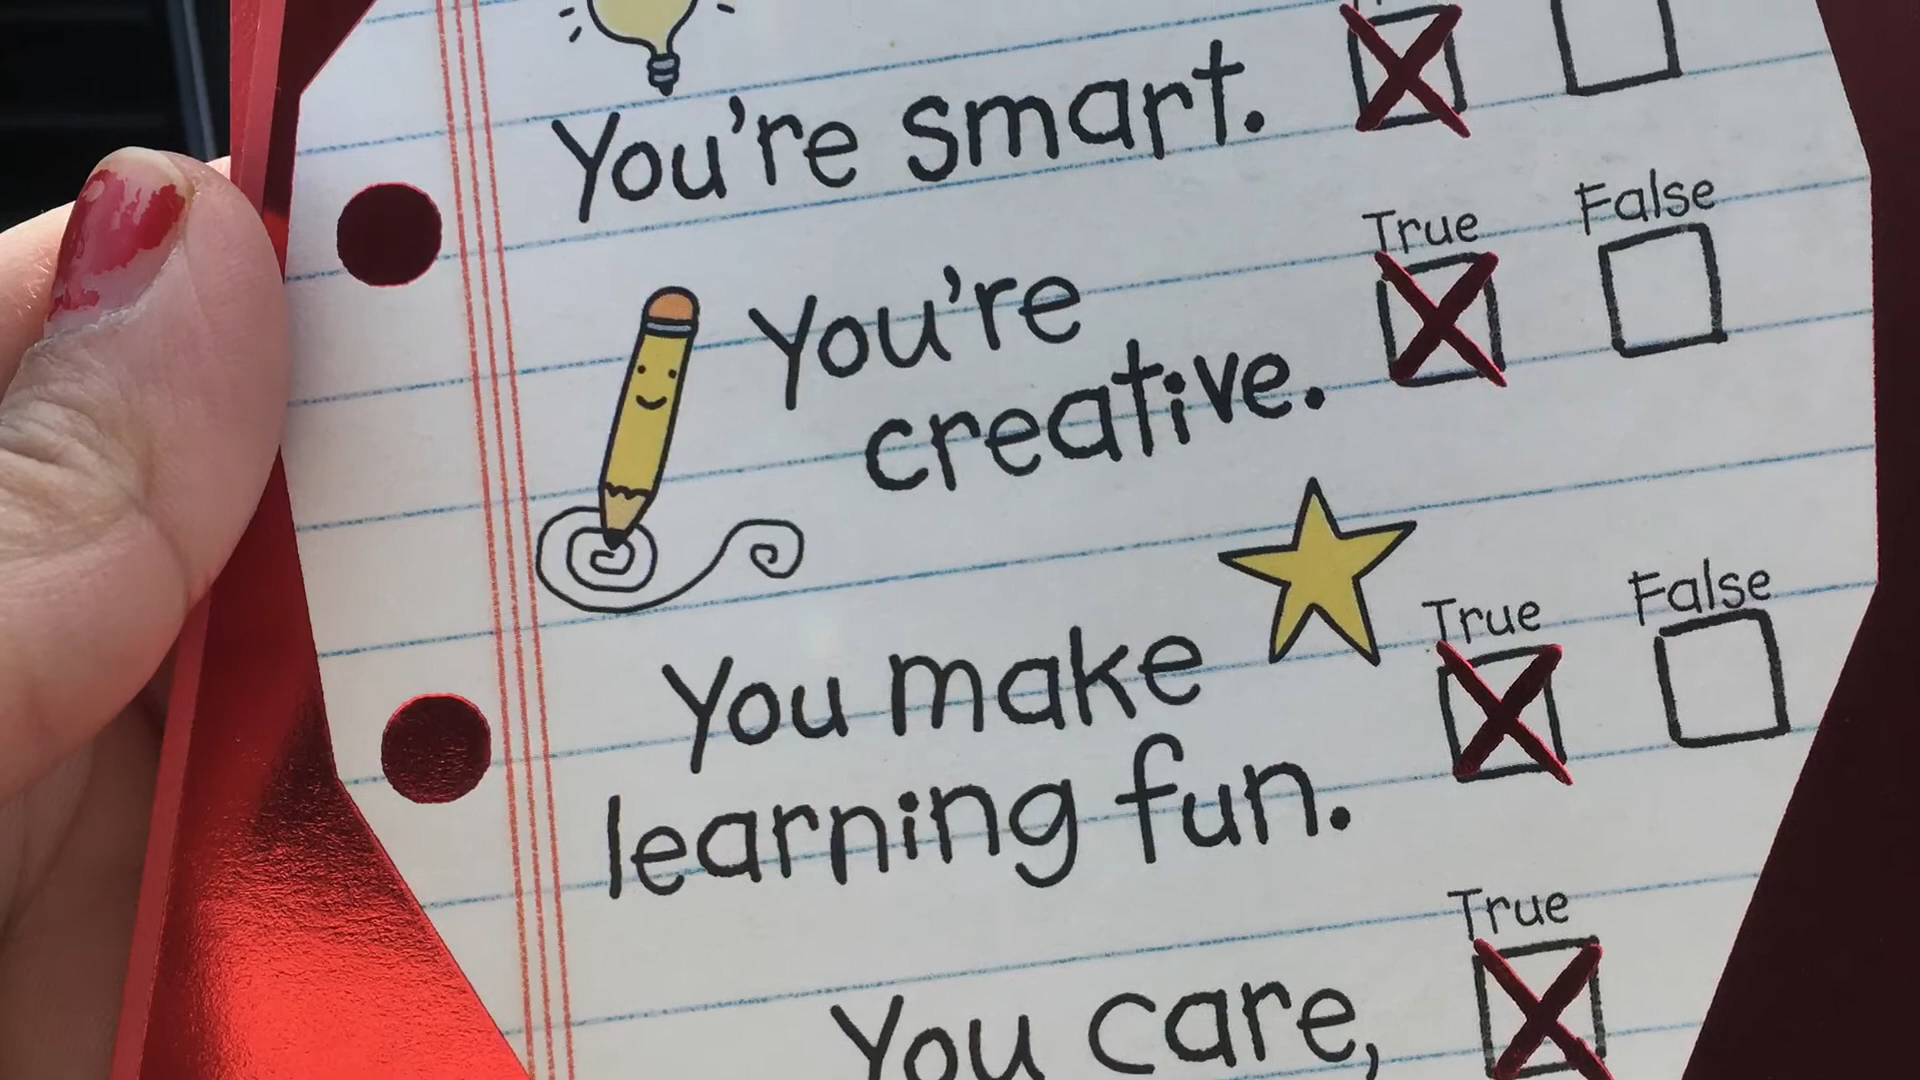 You're smart.
True False
You're
creative.
True False
You make
learning fun.
True
You care,